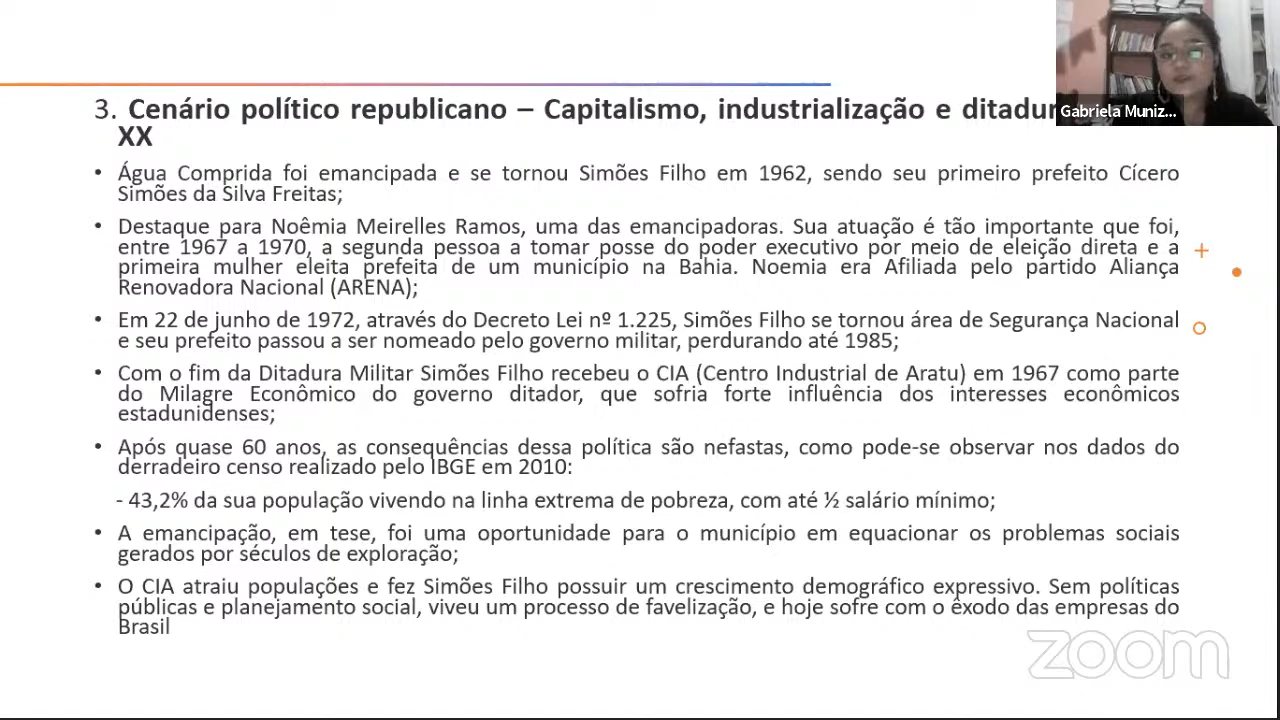 3. Cenário político republicano – Capitalismo, industrialização e
XX
• Água Comprida foi emancipada e se tornou Simões Filho em 1962, sendo seu primeiro prefeito Cícero
Simões da Silva Freitas;
• Destaque para Noêmia Meirelles Ramos, uma das emancipadoras. Sua atuação é tão importante que foi,
entre 1967 a 1970, a segunda pessoa a tomar posse do poder executivo por meio de eleição direta e a
primeira mulher eleita prefeita de um município na Bahia. Noemia era Afiliada pelo partido Aliança
Renovadora Nacional (ARENA);
• Em 22 de junho de 1972, através do Decreto Lei nº 1.225, Simões Filho se tornou área de Segurança Nacional
e seu prefeito passou a ser nomeado pelo governo militar, perdurando até 1985;
• Com o fim da Ditadura Militar Simões Filho recebeu o CIA (Centro Industrial de Aratu) em 1967 como parte
do Milagre Econômico do governo ditador, que sofria forte influência dos interesses econômicos
estadunidenses;
• Após quase 60 anos, as consequências dessa política são nefastas, como pode-se observar nos dados do
derradeiro censo realizado pelo IBGE em 2010:
- 43,2% da sua população vivendo na linha extrema de pobreza, com até ½ salário mínimo;
• A emancipação, em tese, foi uma oportunidade para o município em equacionar os problemas sociais
gerados por séculos de exploração;
• O CIA atraiu populações e fez Simões Filho possuir um crescimento demográfico expressivo. Sem políticas
públicas e planejamento social, viveu um processo de favelização, e hoje sofre com o êxodo das empresas do
Brasil
Gabriela Muniz...
zoom